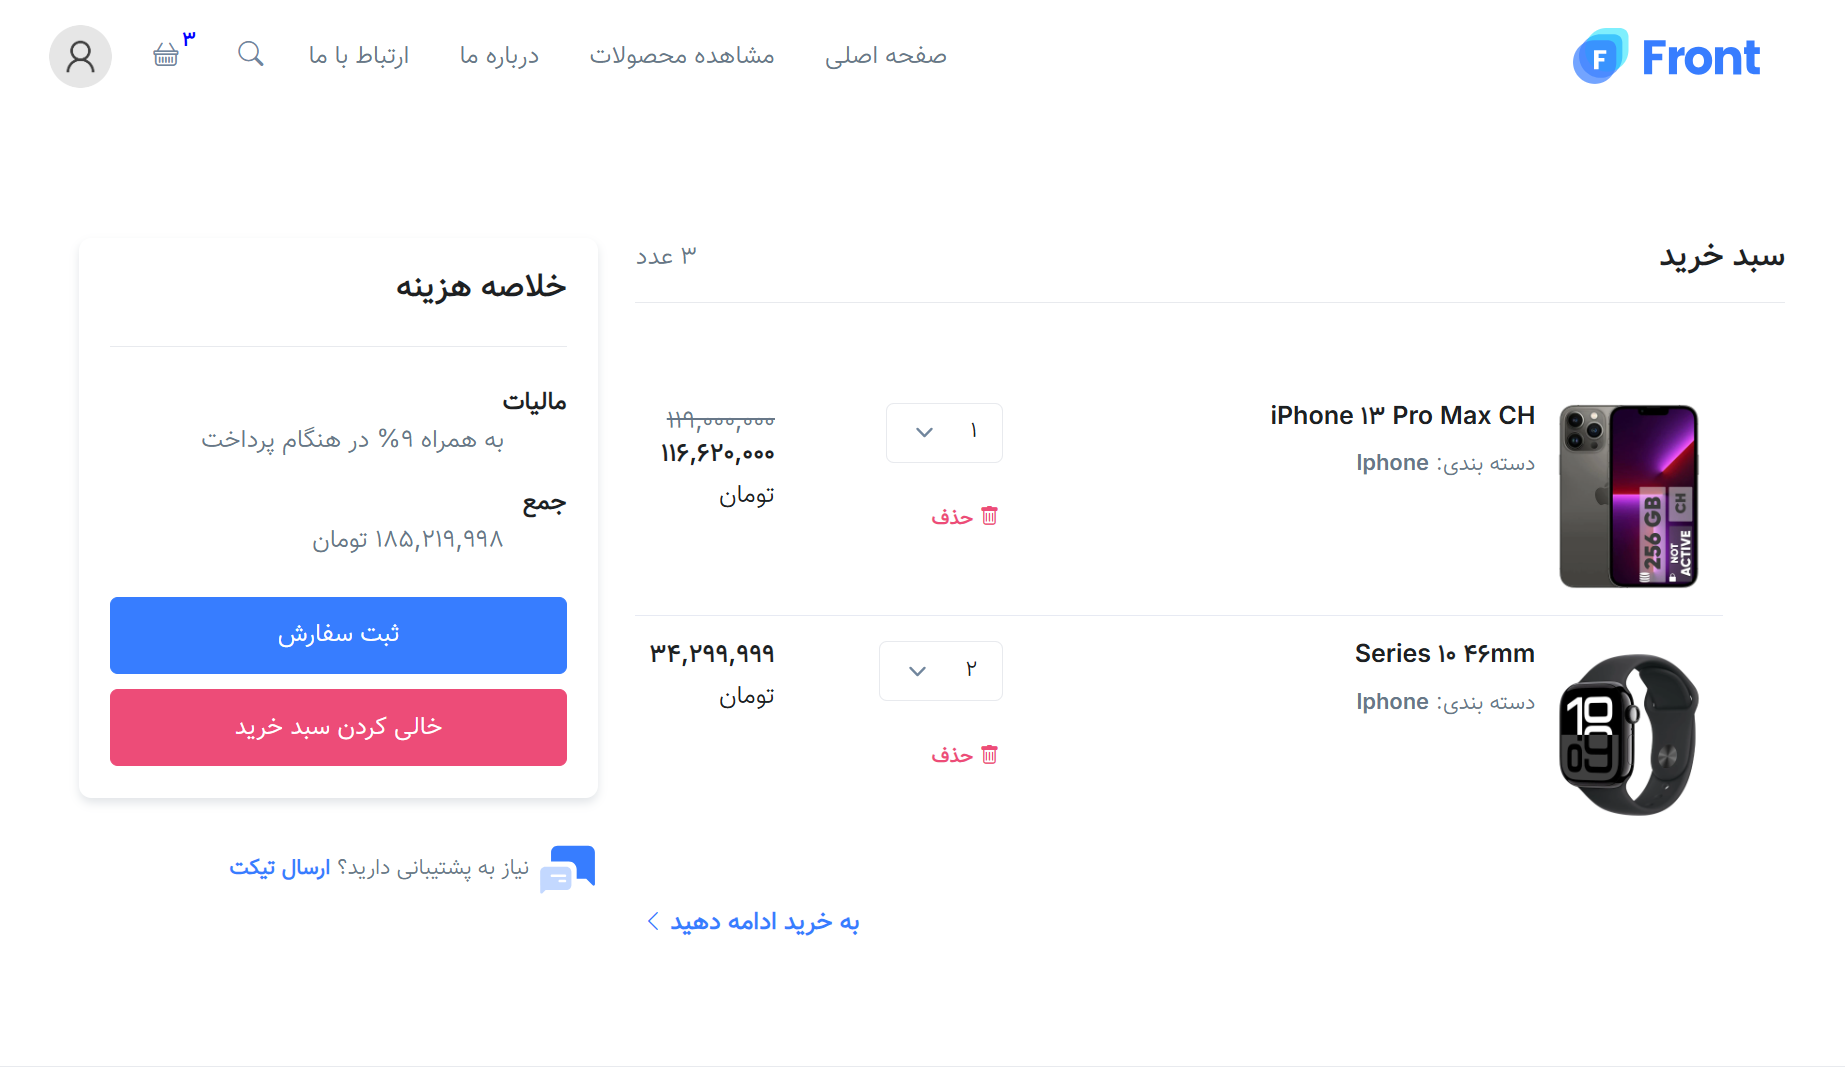 Front
صفحه اصلی
مشاهده محصولات
درباره ما
ارتباط با ما
۳
سبد خرید
۳ عدد
iPhone ۱۳ Pro Max CH
دسته بندی: Iphone
256 GB
CH
NOT ACTIVE
۱
حذف
۱۱۹,۰۰۰,۰۰۰
۱۱۶,۶۲۰,۰۰۰
تومان
Series ۱۰ ۴۶mm
دسته بندی: Iphone
۲
حذف
۳۴,۲۹۹,۹۹۹
تومان
به خرید ادامه دهید
خلاصه هزینه
مالیات
به همراه ۹% در هنگام پرداخت
جمع
۱۸۵,۲۱۹,۹۹۸ تومان
ثبت سفارش
خالی کردن سبد خرید
نیاز به پشتیبانی دارید؟ ارسال تیکت